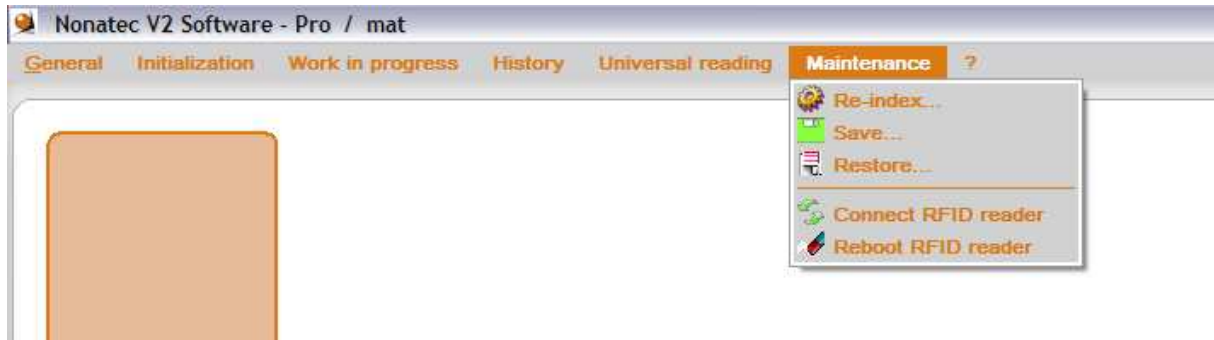 Nonatec V2 Software - Pro / mat
General Initialization Work in progress History Universal reading Maintenance ?
Re-index...
Save...
Restore...
Connect RFID reader
Reboot RFID reader